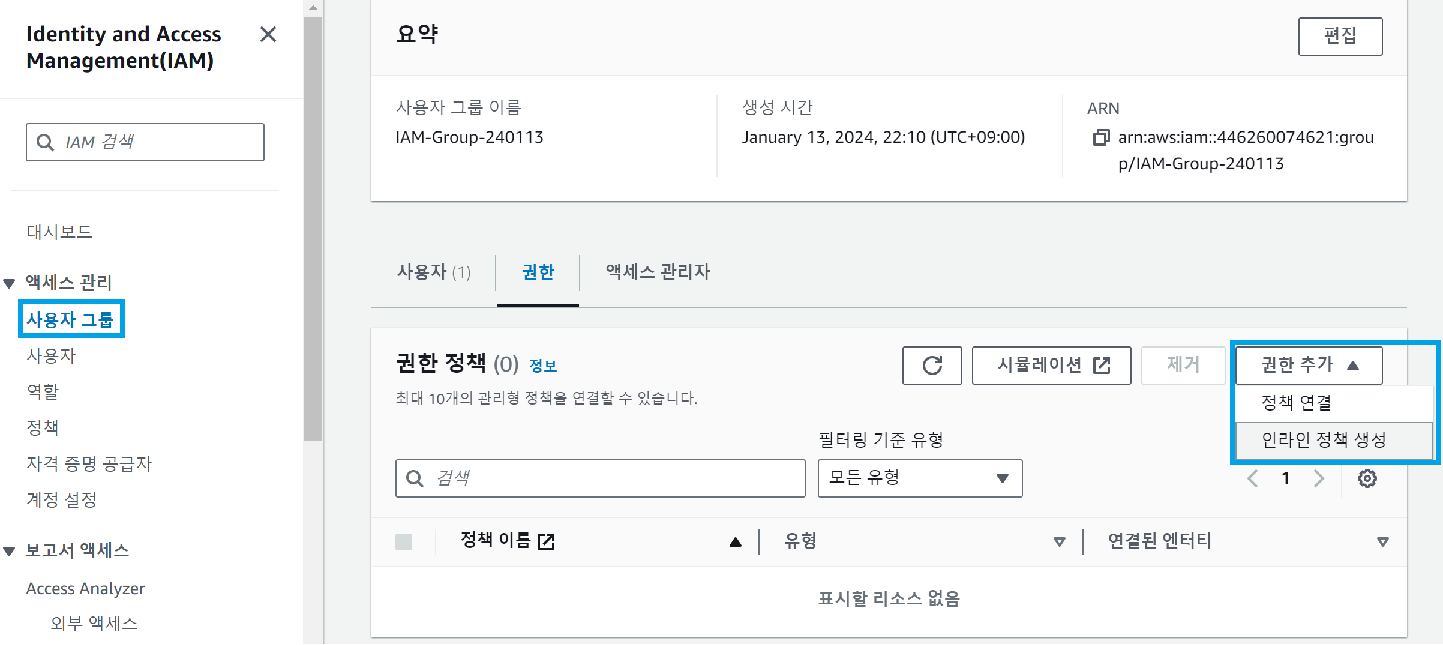 Identity and Access
Management(IAM)
IAM 검색
대시보드
액세스 관리
사용자 그룹
사용자
역할
정책
자격 증명 공급자
계정 설정
보고서 액세스
Access Analyzer
외부 액세스
요약
편집
사용자 그룹 이름
IAM-Group-240113
생성 시간
January 13, 2024, 22:10 (UTC+09:00)
ARN
arn:aws:iam::446260074621:grou
p/IAM-Group-240113
사용자 (1)
권한
액세스 관리자
권한 정책 (0) 정보
최대 10개의 관리형 정책을 연결할 수 있습니다.
시뮬레이션
제거
권한 추가
정책 연결
인라인 정책 생성
필터링 기준 유형
검색
모든 유형
1
정책 이름
유형
연결된 엔터티
표시할 리소스 없음